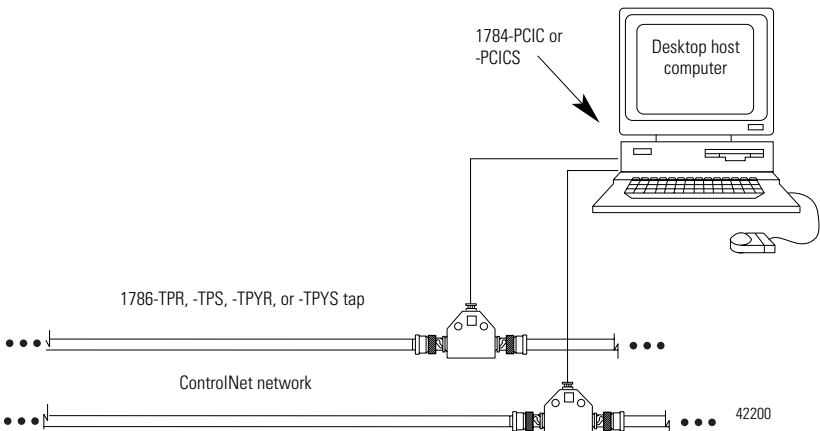 1784-PCIC or
-PCICS
Desktop host
computer
1786-TPR, -TPS, -TPYR, or -TPYS tap
ControlNet network
42200